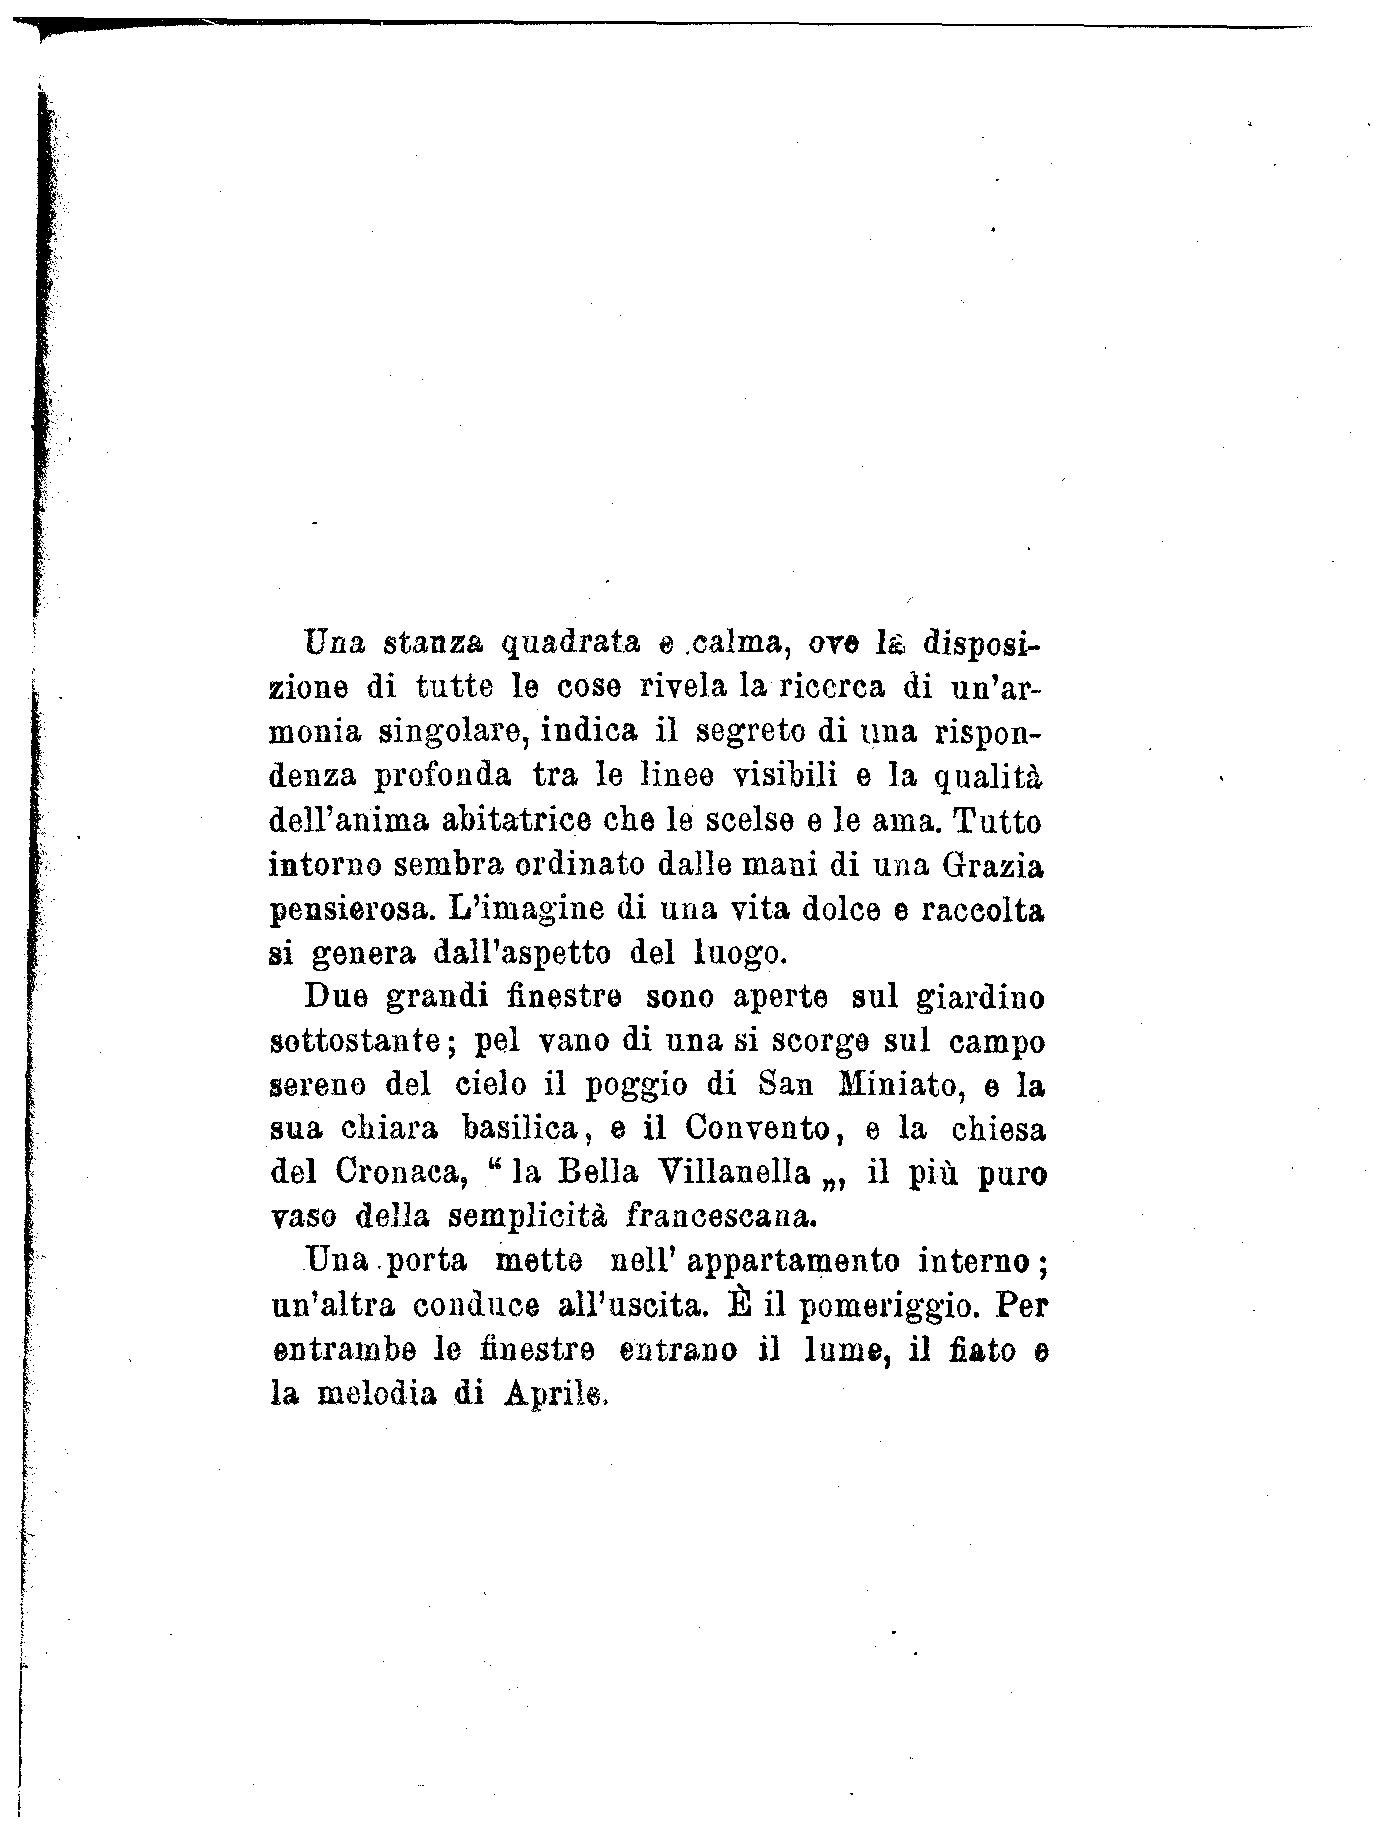 Una stanza quadrata e calma, ove la disposi-
zione di tutte le cose rivela la ricerca di un'ar-
monia singolare, indica il segreto di una rispon-
denza profonda tra le linee visibili e la qualità
dell'anima abitatrice che le scelse e le ama. Tutto
intorno sembra ordinato dalle mani di una Grazia
pensierosa. L'imagine di una vita dolce e raccolta
si genera dall'aspetto del luogo.
Due grandi finestre sono aperte sul giardino
sottostante; pel vano di una si scorge sul campo
sereno del cielo il poggio di San Miniato, e la
sua chiara basilica, e il Convento, e la chiesa
del Cronaca, “ la Bella Villanella „, il più puro
vaso della semplicità francescana.
Una porta mette nell' appartamento interno;
un'altra conduce all'uscita. È il pomeriggio. Per
entrambe le finestre entrano il lume, il fiato e
la melodia di Aprile.